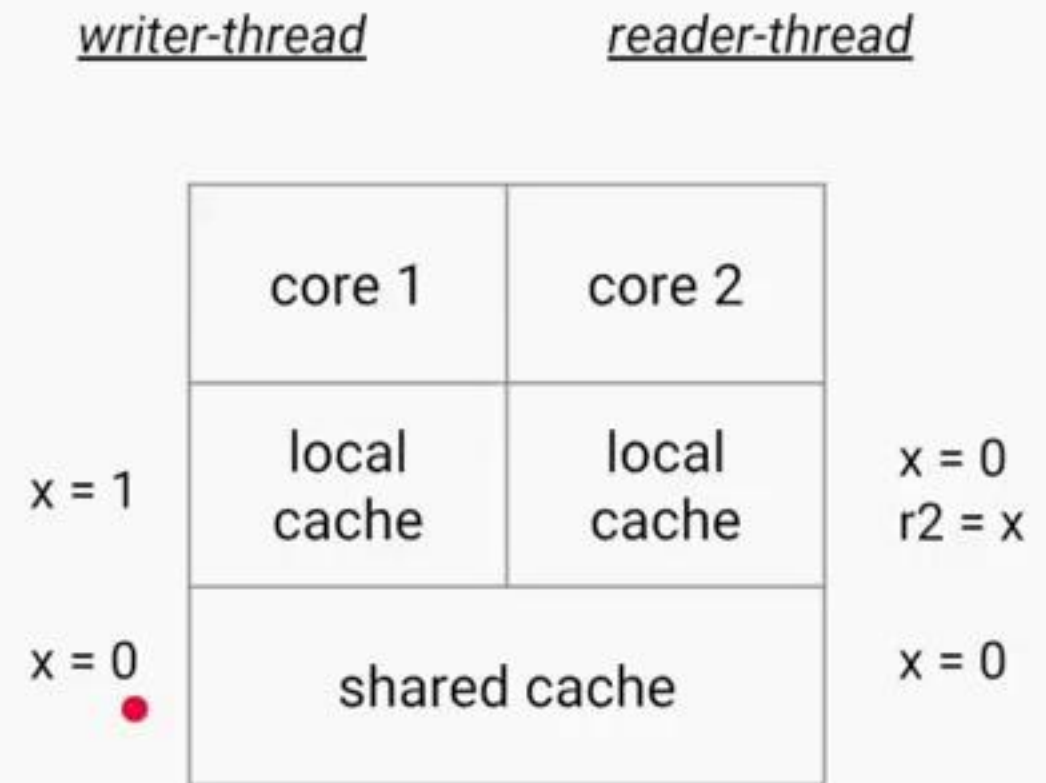 writer-thread
reader-thread
core 1
core 2
x = 1
local
cache
local
cache
x = 0
r2 = x
x = 0
shared cache
x = 0